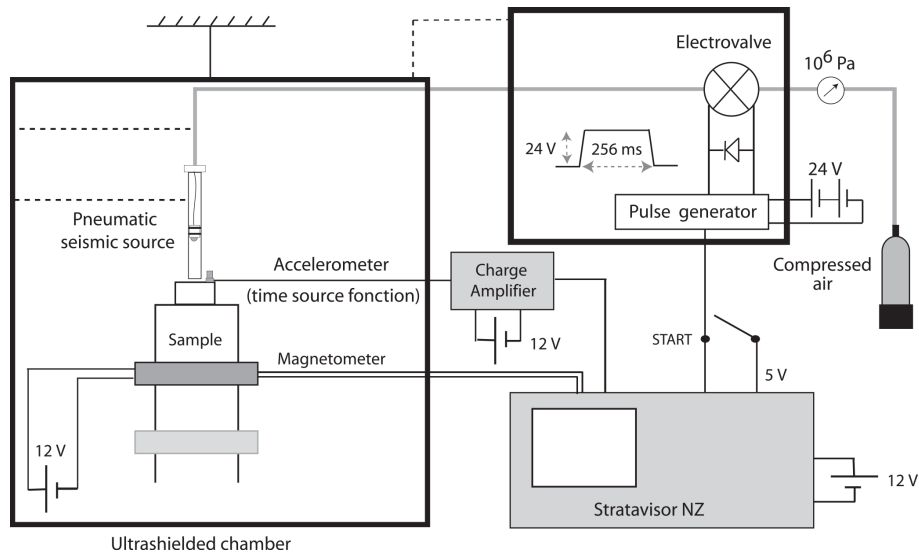 Electrovalve
10⁶ Pa
24 V
256 ms
24 V
Pulse generator
Pneumatic
seismic source
Compressed
air
Accelerometer
(time source fonction)
Charge
Amplifier
12 V
Sample
START
Magnetometer
5 V
12 V
12 V
Stratavisor NZ
Ultrashielded chamber